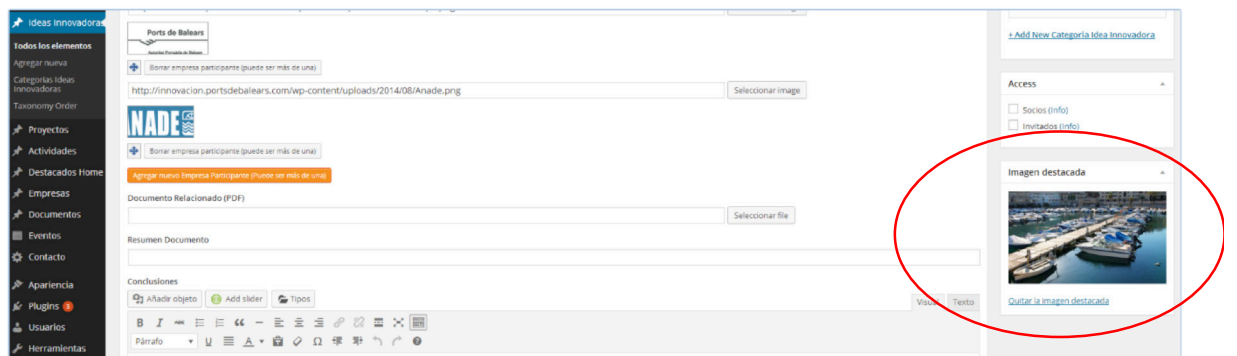 Ideas Innovadoras
Todos los elementos
Agregar nueva
Categorías Ideas
Innovadoras
Taxonomy Order
Proyectos
Actividades
Destacados Home
Empresas
Documentos
Eventos
Contacto
Apariencia
Plugins
Usuarios
Herramientas
Ports de Balears
Borrar empresa participante (puede ser más de una)
http://innovacion.portsdebalears.com/wp-content/uploads/2014/08/Anade.png
Seleccionar image
NADE
Borrar empresa participante (puede ser más de una)
Agregar nuevo Empresa Participante (Puede ser más de una)
Documento Relacionado (PDF)
Seleccionar file
Resumen Documento
Conclusiones
Añadir objeto
Add slider
Tipos
Visual
Texto
B I ABC
Párrafo
U A
+ Add New Categoría Idea Innovadora
Access
Socios (Info)
Invitados (Info)
Imagen destacada
Quitar la imagen destacada